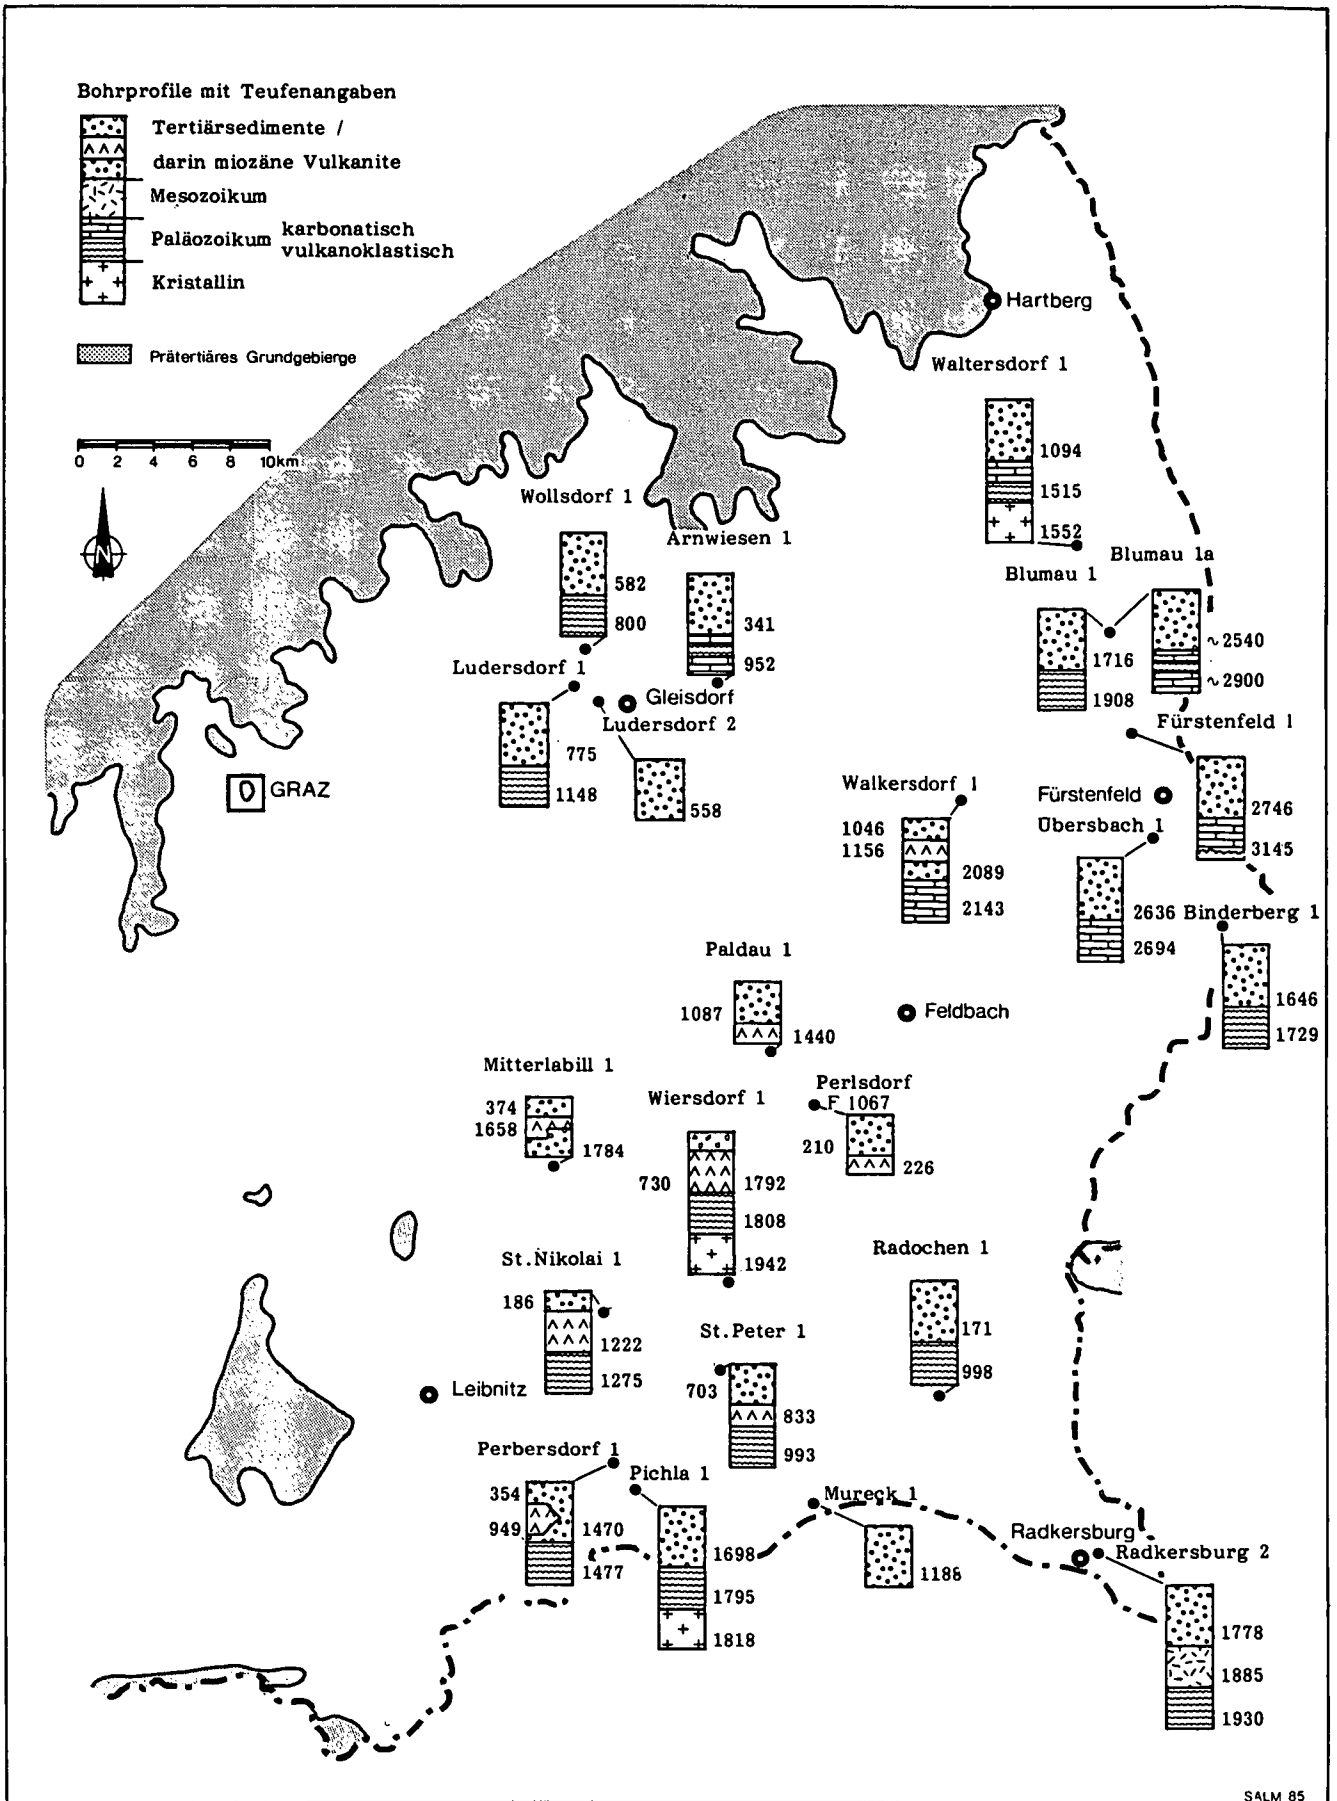 Bohrprofile mit Teufenangaben
Tertiärsedimente /
darin miozäne Vulkanite
Mesozoikum
Paläozoikum karbonatisch
vulkanoklastisch
Kristallin
Prätertiäres Grundgebierge
0 2 4 6 8 10km
N
Hartberg
Waltersdorf 1
1094
1515
1552
Wollsdorf 1
582
800
Arnwiesen 1
341
952
Blumau 1
1716
1908
Blumau 1a
~2540
~2900
Ludersdorf 1
775
1148
Gleisdorf
Ludersdorf 2
558
GRAZ
Fürstenfeld 1
2746
3145
Walkersdorf 1
1046
1156
2089
2143
Fürstenfeld
Übersbach 1
2636
2694
Binderberg 1
1646
1729
Paldau 1
1087
1440
Feldbach
Mitterlabill 1
374
1658
1784
Wiersdorf 1
730
1792
1808
1942
Perlsdorf
F 1067
210
226
St.Nikolai 1
186
1222
1275
Radochen 1
171
998
St.Peter 1
703
833
993
Leibnitz
Perbersdorf 1
354
949
1470
1477
Pichla 1
1698
1795
1818
Mureck 1
1188
Radkersburg
Radkersburg 2
1778
1885
1930
SALM 85